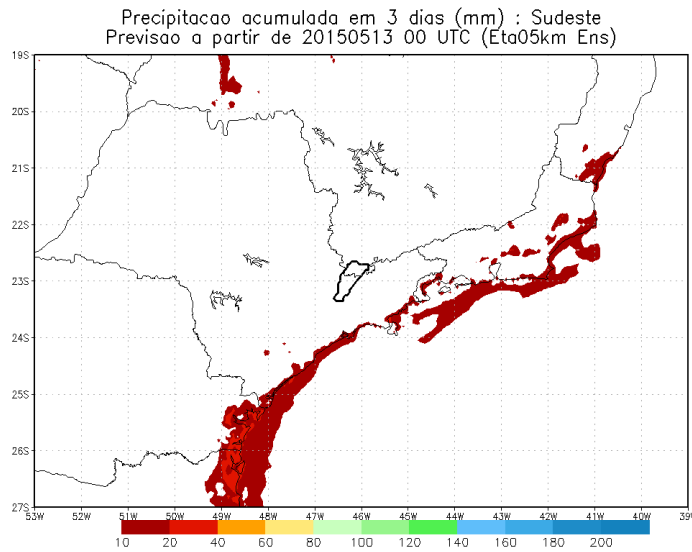 Precipitacao acumulada em 3 dias (mm) : Sudeste
Previsao a partir de 20150513 00 UTC (Eta05km Ens)
19S
20S
21S
22S
23S
24S
25S
26S
27S
53W 52W 51W 50W 49W 48W 47W 46W 45W 44W 43W 42W 41W 40W 39W
10 20 40 60 80 100 120 140 160 180 200